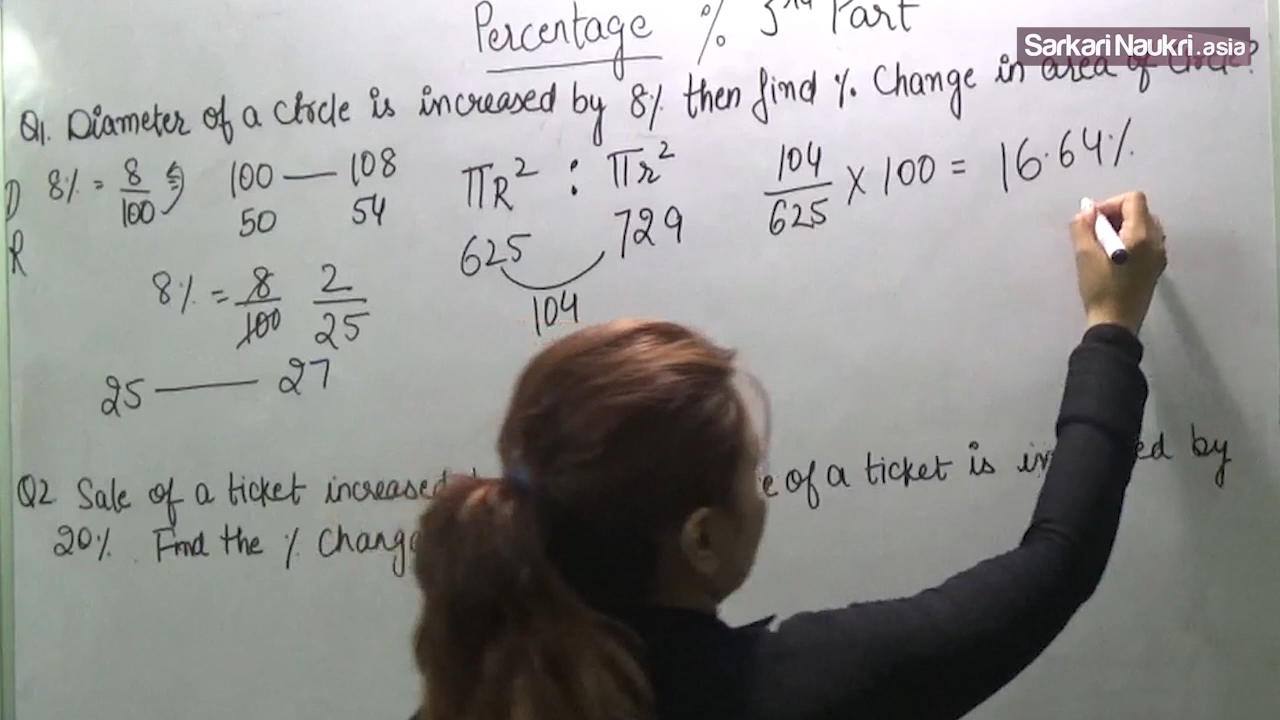 Percentage % 3rd Part
SarkariNaukri.asia
Q1. Diameter of a circle is increased by 8% then find % Change in area of circle?
D 8% = 8/100 100 — 108
R 50 54
πR² : πr²
625 729
104
104/625 × 100 = 16.64%
8% = 8/100 2/25
25 — 27
Q2 Sale of a ticket increased of a ticket is by
20%. Find the % Change